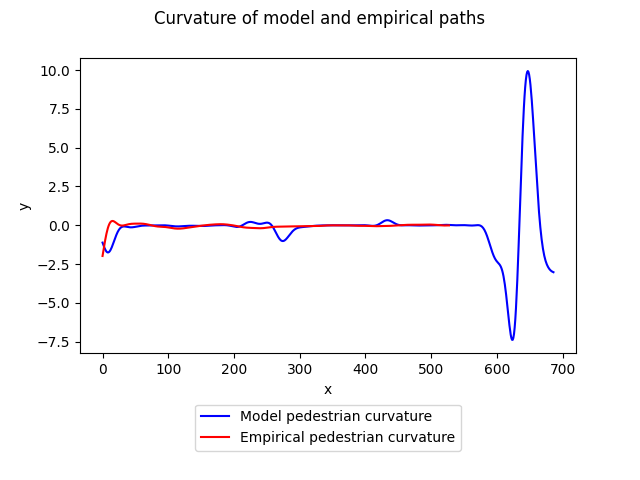 Curvature of model and empirical paths
10.0
7.5
5.0
2.5
0.0
−2.5
−5.0
−7.5
y
0 100 200 300 400 500 600 700
x
Model pedestrian curvature
Empirical pedestrian curvature